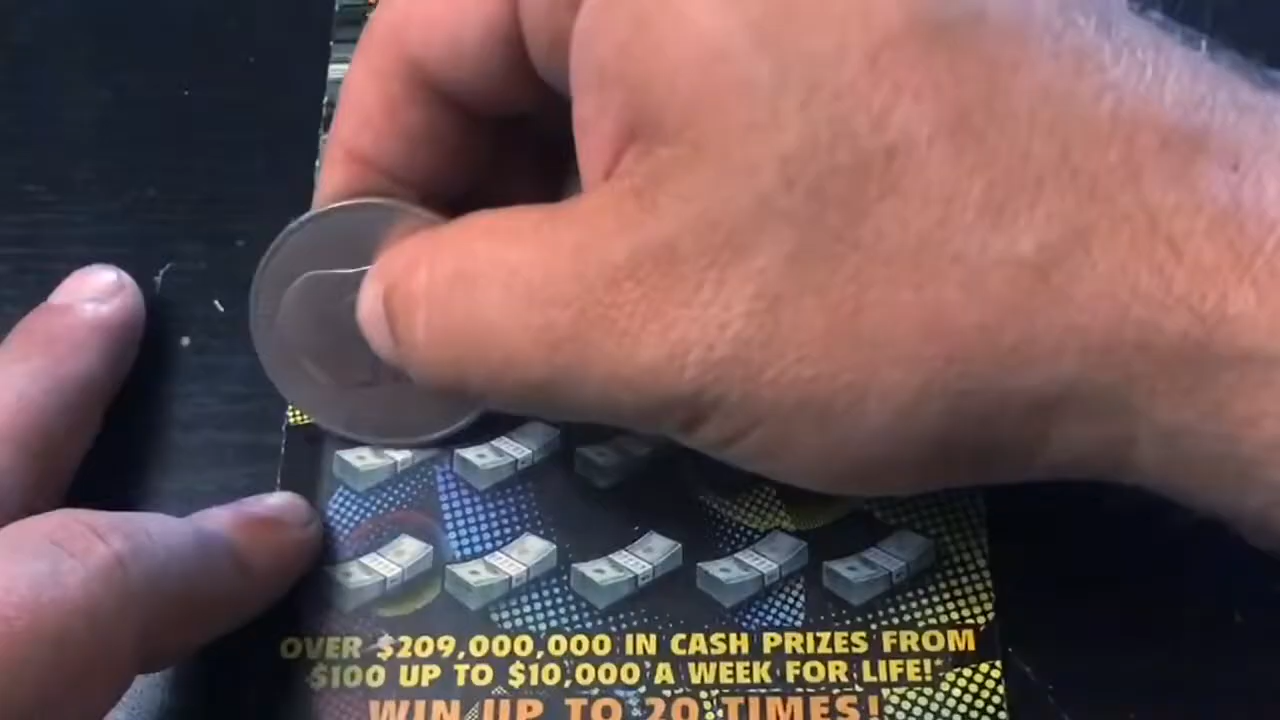 OVER $209,000,000 IN CASH PRIZES FROM
$100 UP TO $10,000 A WEEK FOR LIFE!*
WIN UP TO 20 TIMES!